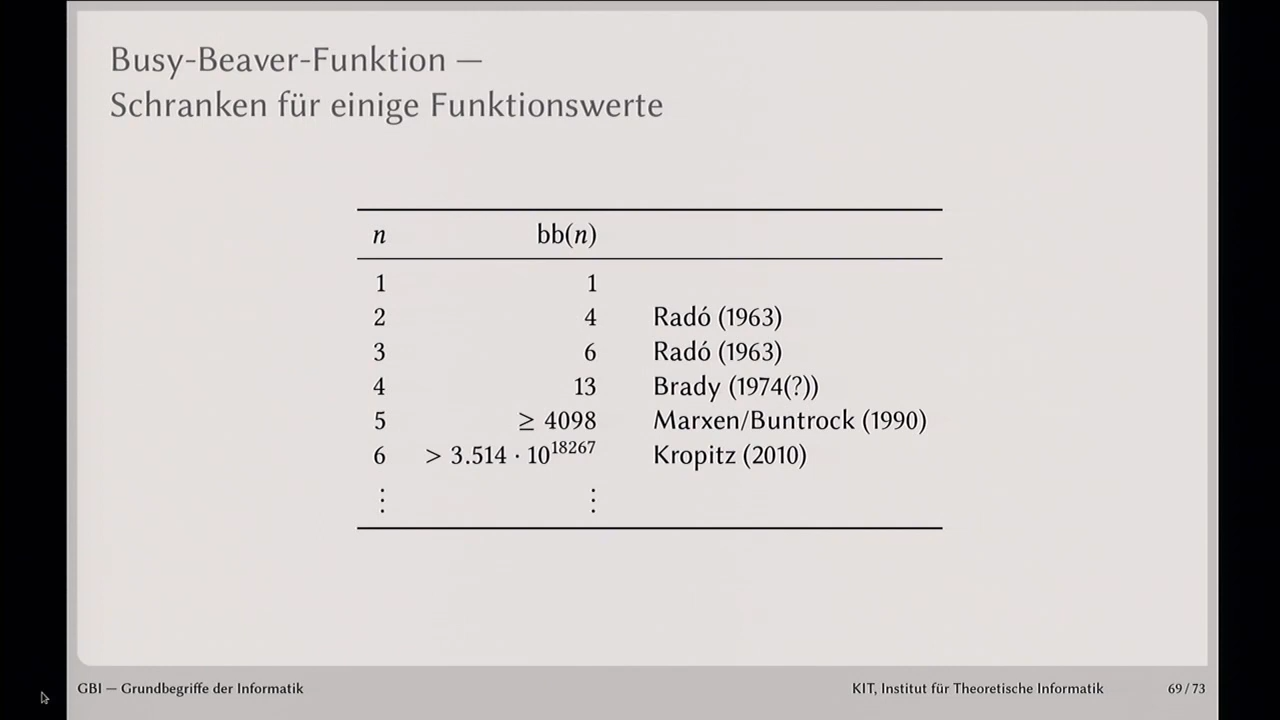 Busy-Beaver-Funktion —
Schranken für einige Funktionswerte
n bb(n)
1 1
2 4 Radó (1963)
3 6 Radó (1963)
4 13 Brady (1974(?))
5 ≥ 4098 Marxen/Buntrock (1990)
6 > 3.514 · 10^18267 Kropitz (2010)
⋮ ⋮
GBI — Grundbegriffe der Informatik KIT, Institut für Theoretische Informatik 69 / 73